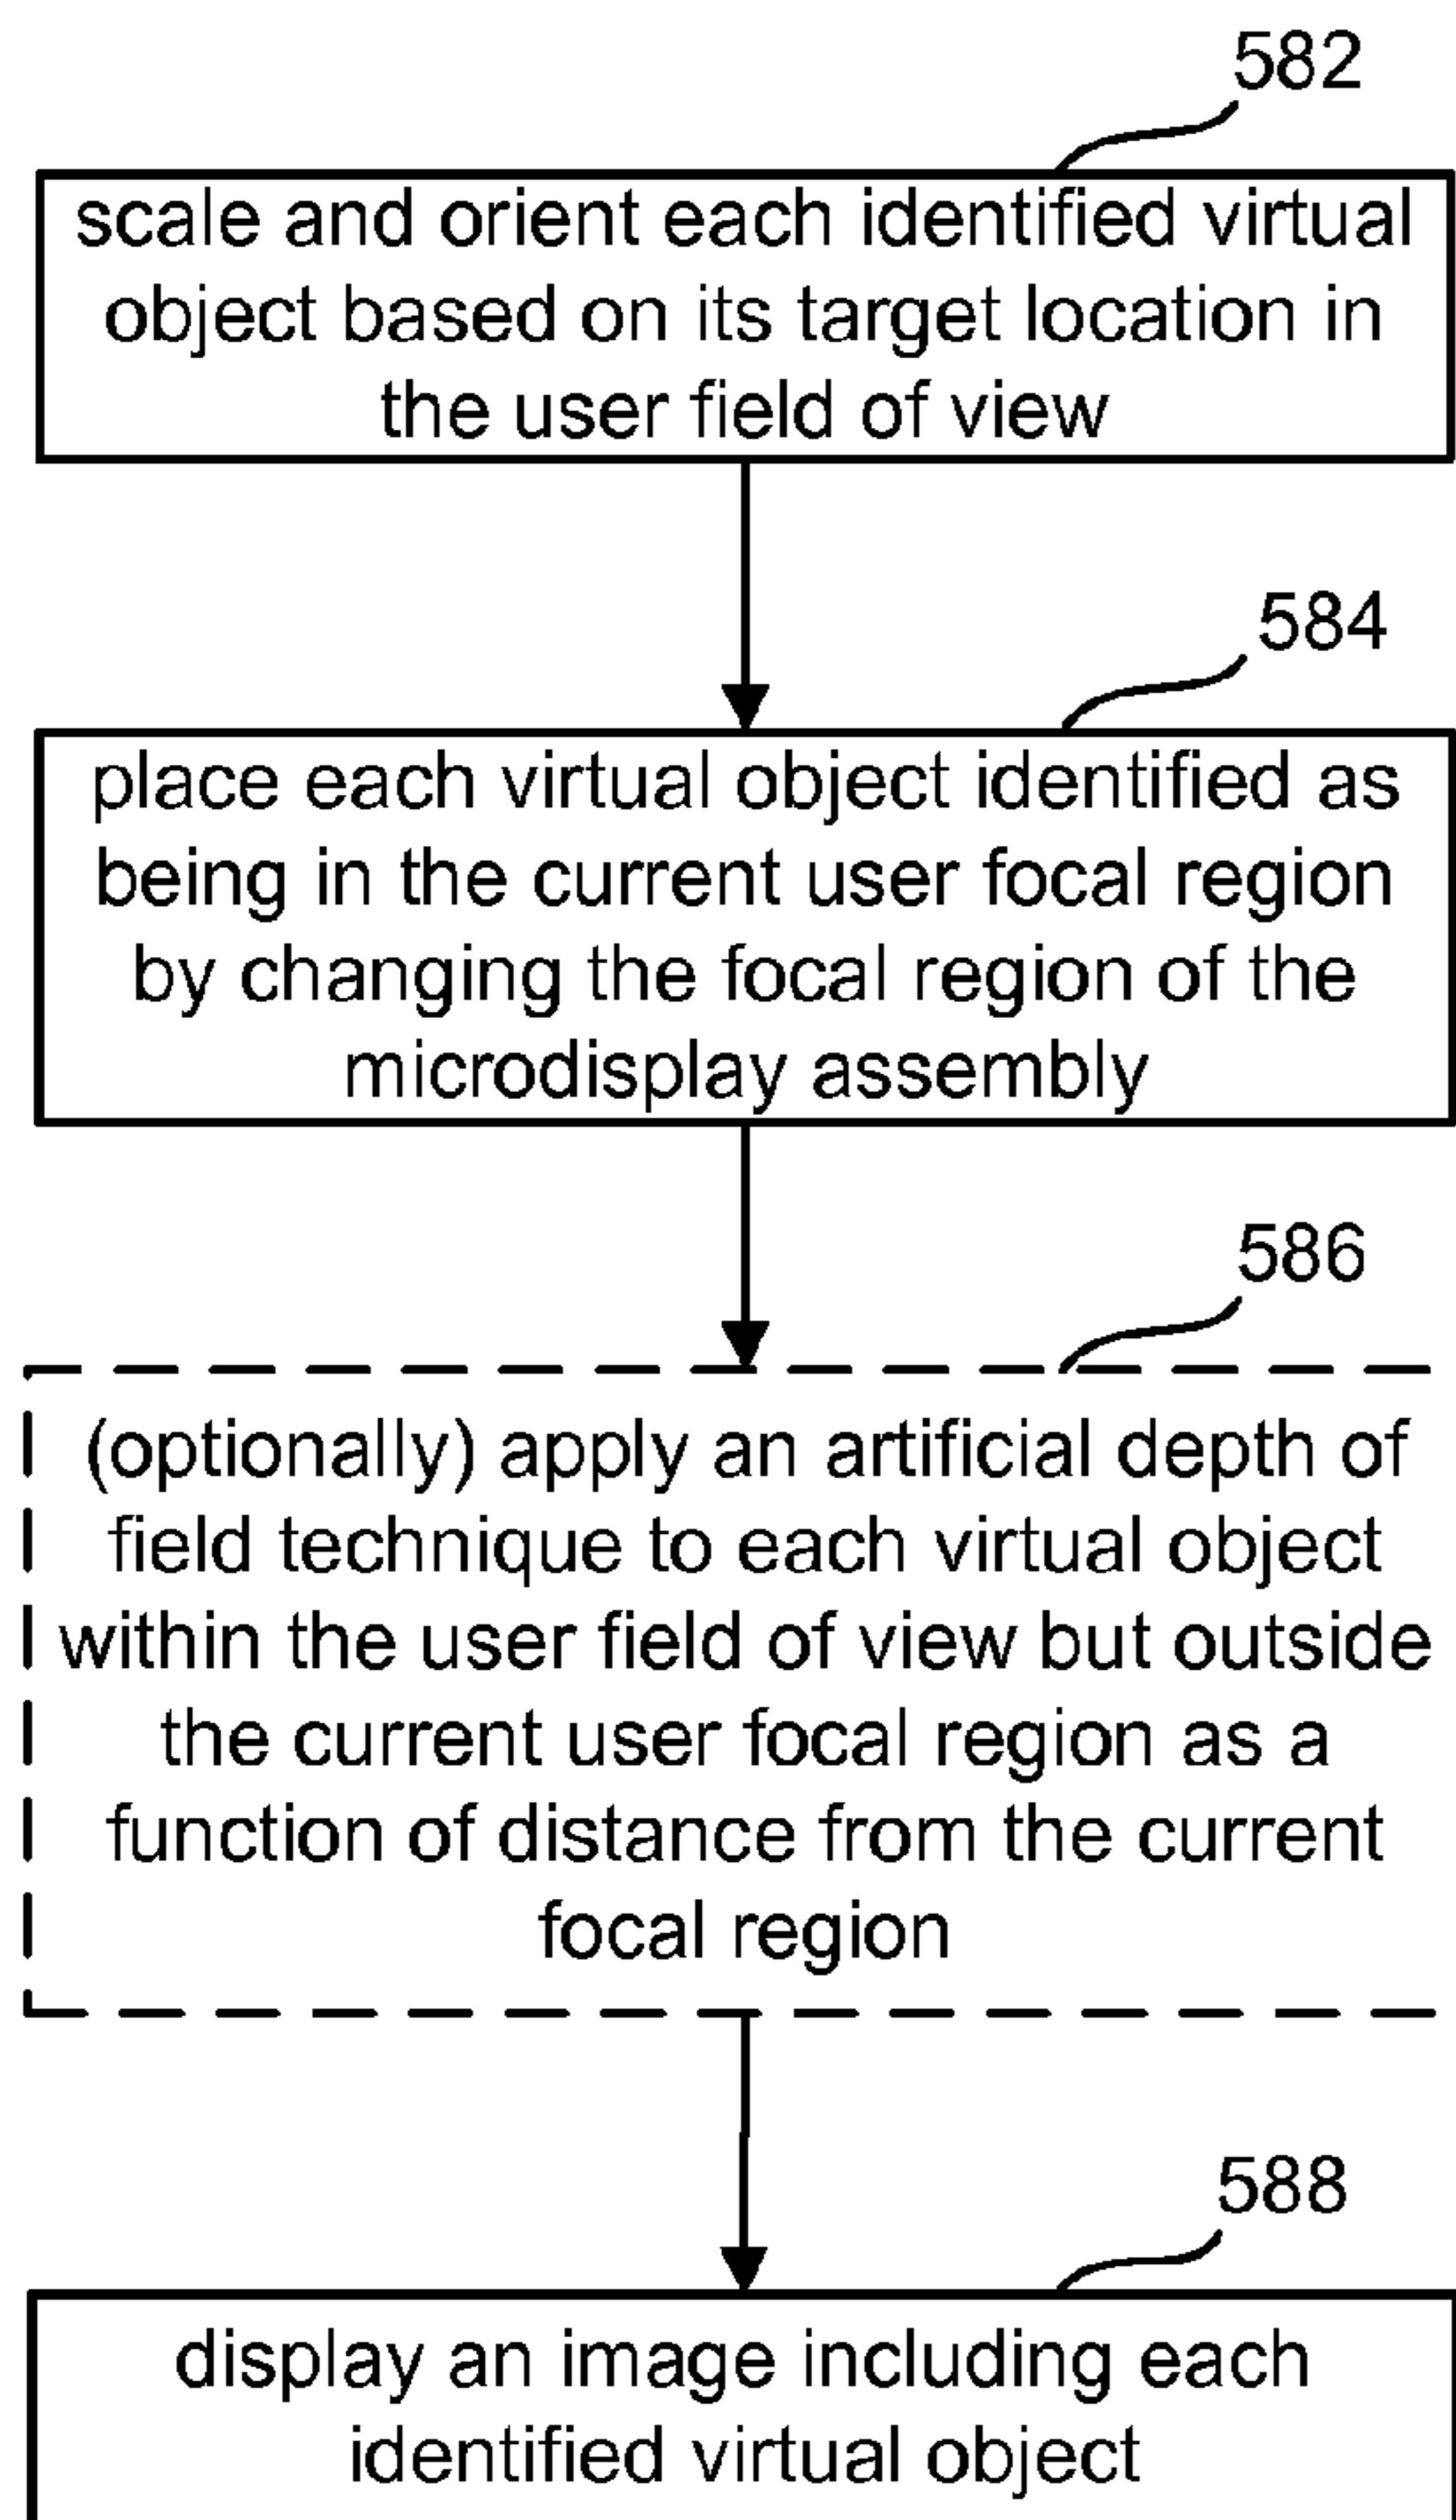 582
scale and orient each identified virtual
object based on its target location in
the user field of view
584
place each virtual object identified as
being in the current user focal region
by changing the focal region of the
microdisplay assembly
586
(optionally) apply an artificial depth of
field technique to each virtual object
within the user field of view but outside
the current user focal region as a
function of distance from the current
focal region
588
display an image including each
identified virtual object